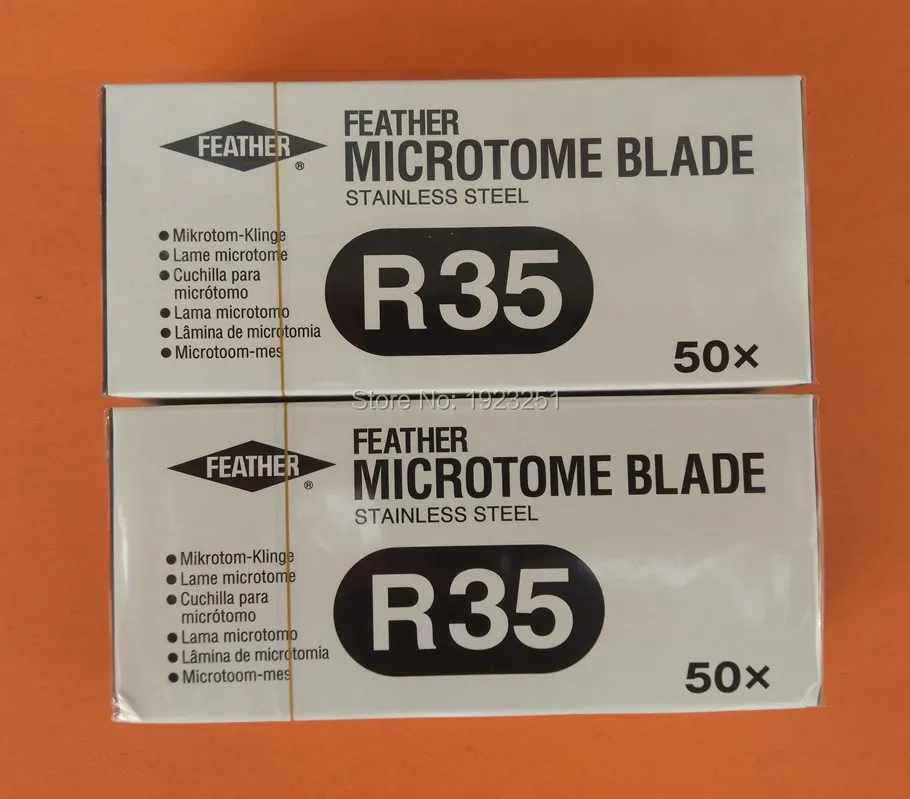 FEATHER
®
FEATHER
MICROTOME BLADE
STAINLESS STEEL
● Mikrotom-Klinge
● Lame microtome
● Cuchilla para
micrótomo
● Lama microtomo
● Lâmina de microtomia
● Microtoom-mes
R35
50×
Store No: 1923251
FEATHER
®
FEATHER
MICROTOME BLADE
STAINLESS STEEL
● Mikrotom-Klinge
● Lame microtome
● Cuchilla para
micrótomo
● Lama microtomo
● Lâmina de microtomia
● Microtoom-mes
R35
50×